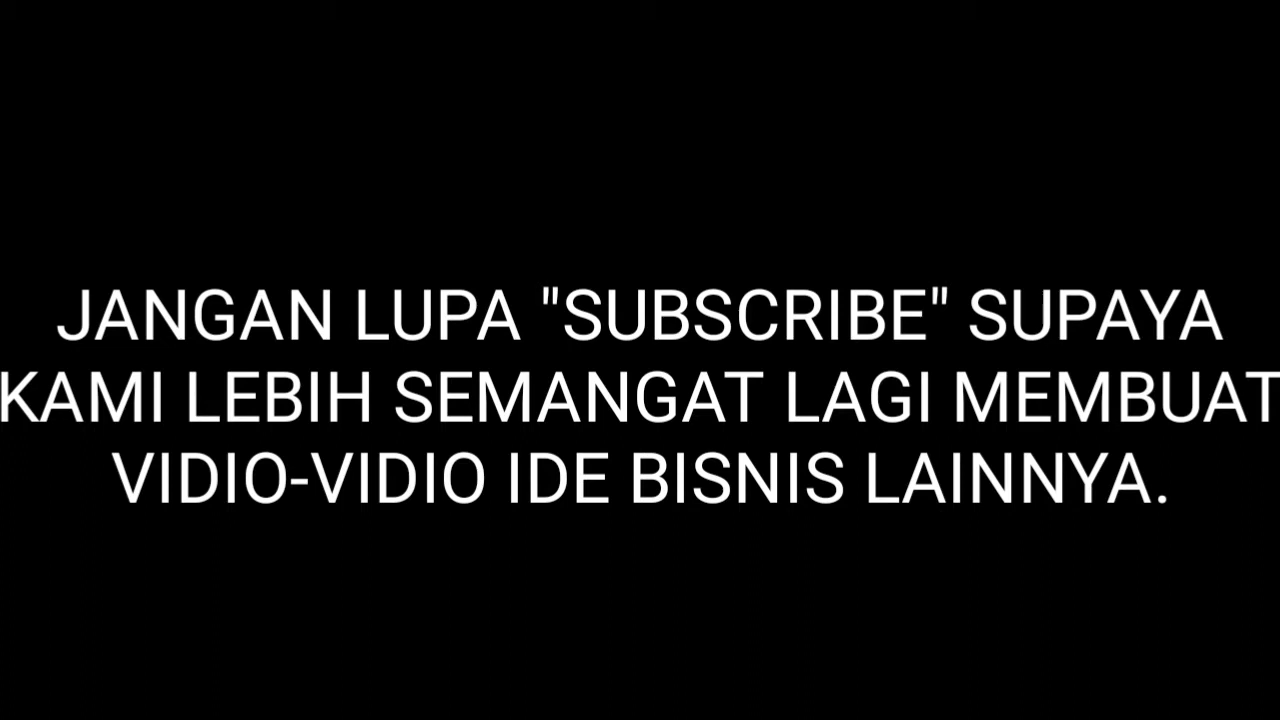 JANGAN LUPA "SUBSCRIBE" SUPAYA
KAMI LEBIH SEMANGAT LAGI MEMBUAT
VIDIO-VIDIO IDE BISNIS LAINNYA.